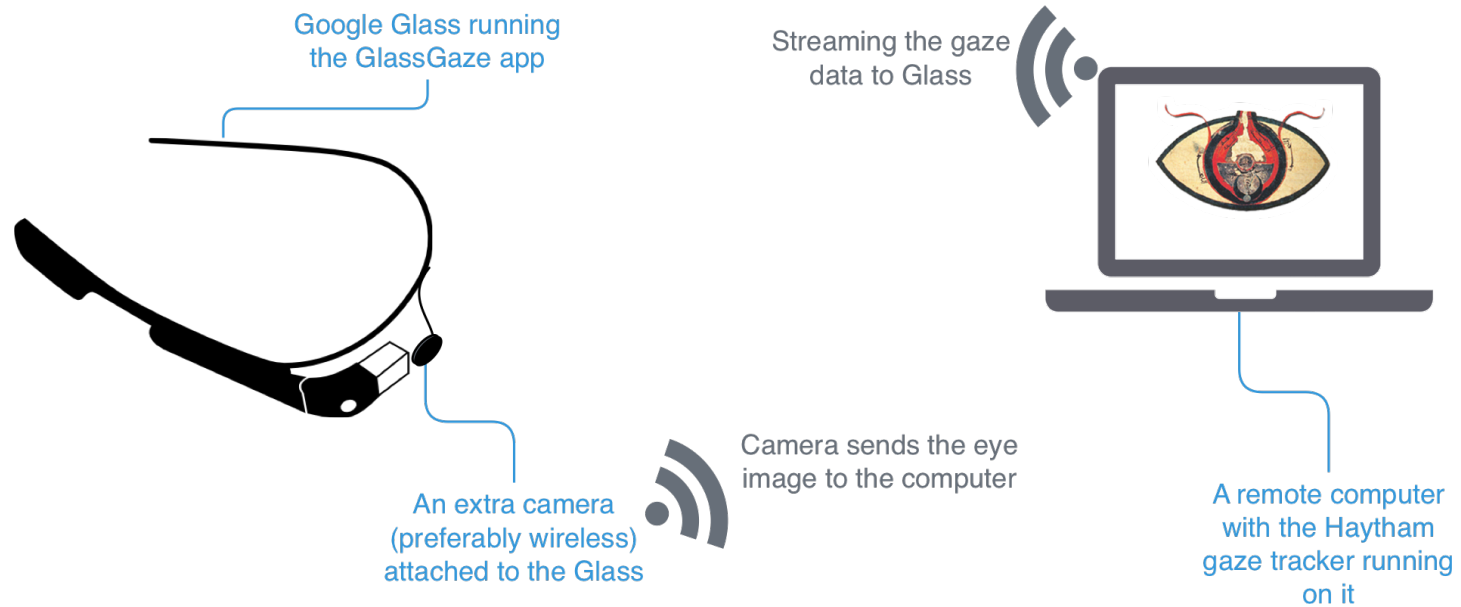 Google Glass running
the GlassGaze app
Streaming the gaze
data to Glass
Camera sends the eye
image to the computer
An extra camera
(preferably wireless)
attached to the Glass
A remote computer
with the Haytham
gaze tracker running
on it